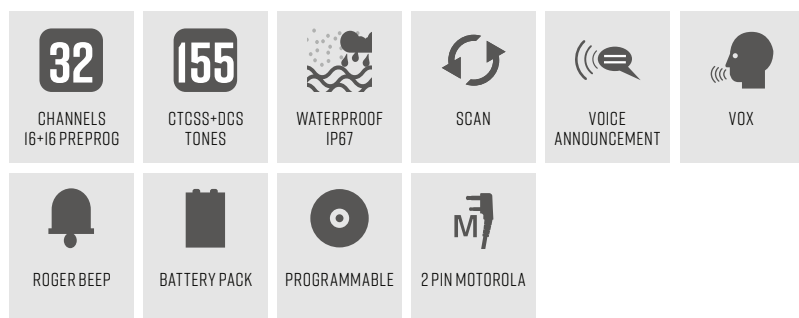 32
CHANNELS
16+16 PREPROG
155
CTCSS+DCS
TONES
WATERPROOF
IP67
SCAN
VOICE
ANNOUNCEMENT
VOX
ROGER BEEP
BATTERY PACK
PROGRAMMABLE
M
2 PIN MOTOROLA